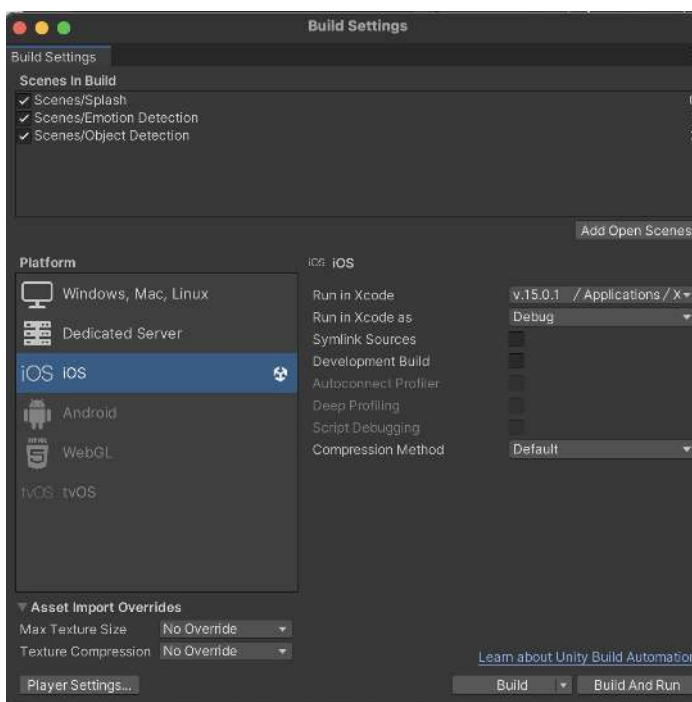 Build Settings
Build Settings
Scenes In Build
Scenes/Splash
Scenes/Emotion Detection
Scenes/Object Detection
Add Open Scenes
Platform
iOS iOS
Windows, Mac, Linux
Dedicated Server
iOS iOS
Android
WebGL
tvOS tvOS
Run in Xcode v.15.0.1 / Applications / X
Run in Xcode as Debug
Symlink Sources
Development Build
Autoconnect Profiler
Deep Profiling
Script Debugging
Compression Method Default
Asset Import Overrides
Max Texture Size No Override
Texture Compression No Override
Learn about Unity Build Automation
Player Settings...
Build
Build And Run